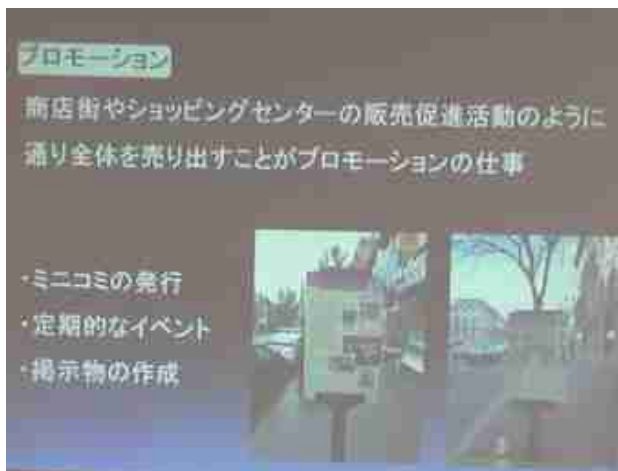 プロモーション
商店街やショッピングセンターの販売促進活動のように
通り全体を売り出すことがプロモーションの仕事
・ミニコミの発行
・定期的なイベント
・掲示物の作成